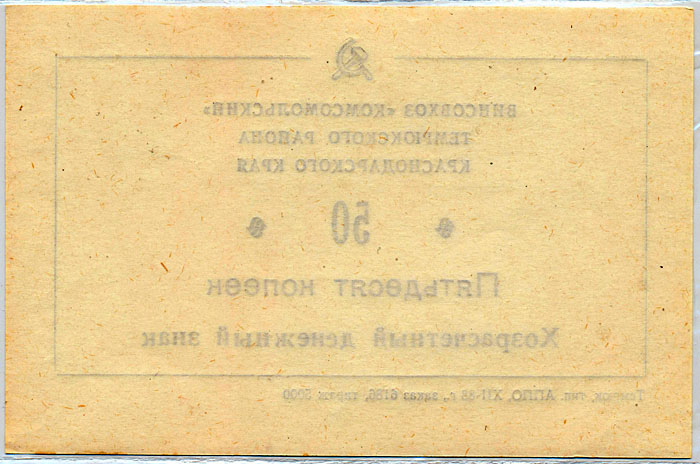 ВИНСОВХОЗ «КОМСОМОЛЬСКИЙ»
ТЕМРЮКСКОГО РАЙОНА
КРАСНОДАРСКОГО КРАЯ
50
Пятьдесят копеек
Хозрасчетный денежный знак
Темрюк, тип. АППО, XII-88 г., заказ 6786, тираж 5000